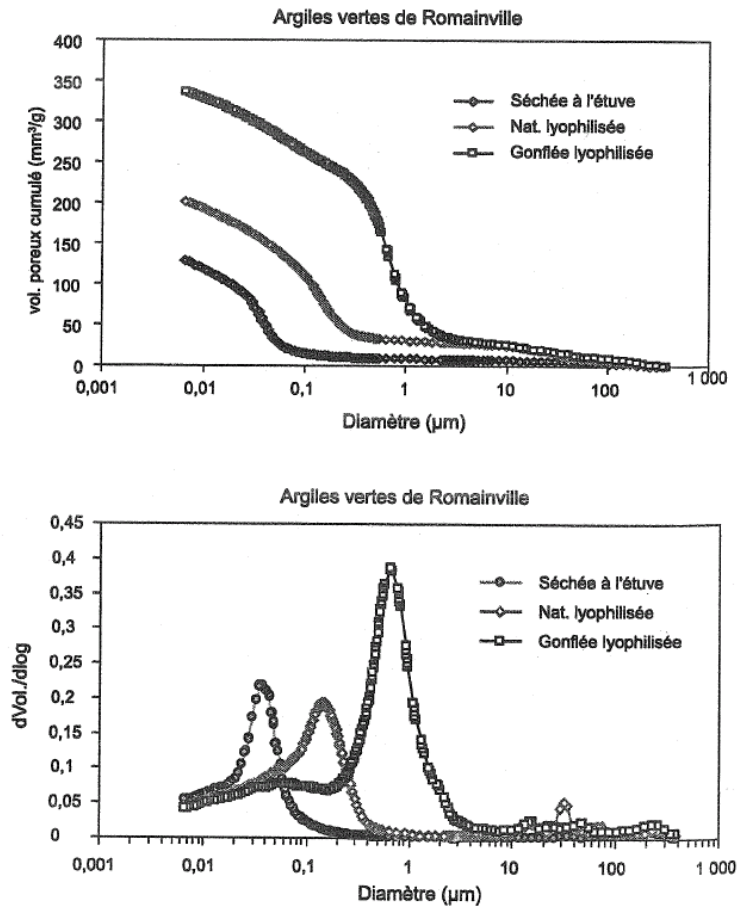 Argiles vertes de Romainville
400
350
300
250
200
150
100
50
0
vol. poreux cumulé (mm³/g)
Séchée à l'étuve
Nat. lyophilisée
Gonflée lyophilisée
0,001 0,01 0,1 1 10 100 1 000
Diamètre (µm)
Argiles vertes de Romainville
0,45
0,4
0,35
0,3
0,25
0,2
0,15
0,1
0,05
0
dVol./dlog
Séchée à l'étuve
Nat. lyophilisée
Gonflée lyophilisée
0,001 0,01 0,1 1 10 100 1 000
Diamètre (µm)